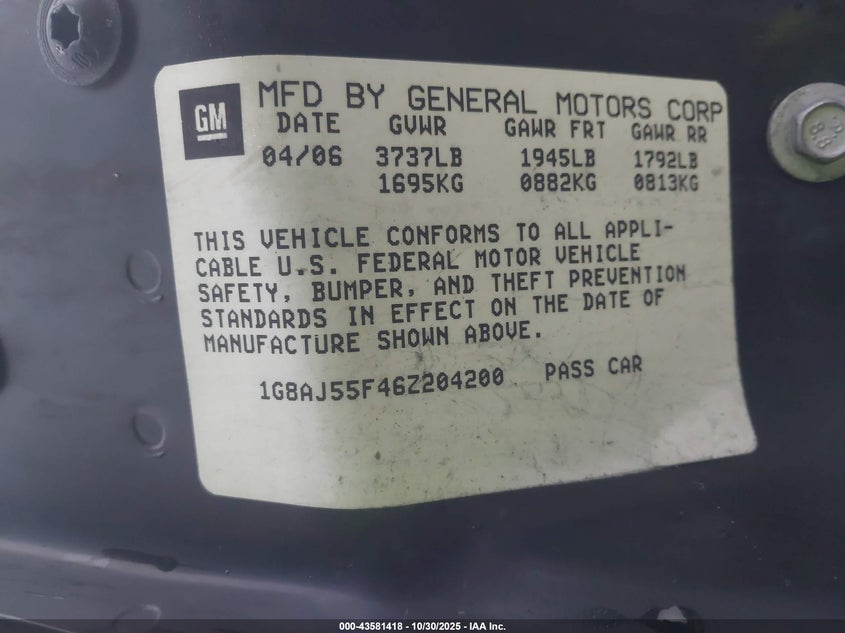 GM
MFD BY GENERAL MOTORS CORP
DATE GVWR GAWR FRT GAWR RR
04/06 3737LB 1945LB 1792LB
1695KG 0882KG 0813KG
THIS VEHICLE CONFORMS TO ALL APPLI-
CABLE U.S. FEDERAL MOTOR VEHICLE
SAFETY, BUMPER, AND THEFT PREVENTION
STANDARDS IN EFFECT ON THE DATE OF
MANUFACTURE SHOWN ABOVE.
1G8AJ55F46Z204200 PASS CAR
000-43581418 - 10/30/2025 - IAA Inc.